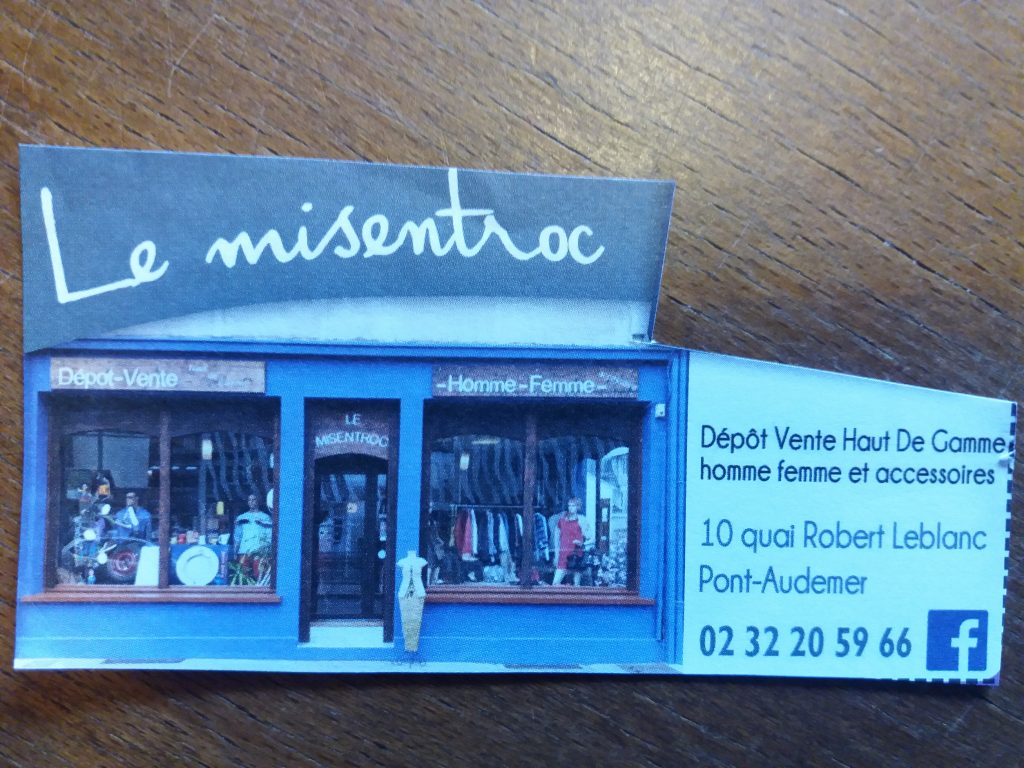 Le misentroc
Dépôt-Vente
-Homme-Femme-
LE
MISENTROC
Dépôt Vente Haut De Gamme
homme femme et accessoires
10 quai Robert Leblanc
Pont-Audemer
02 32 20 59 66
f